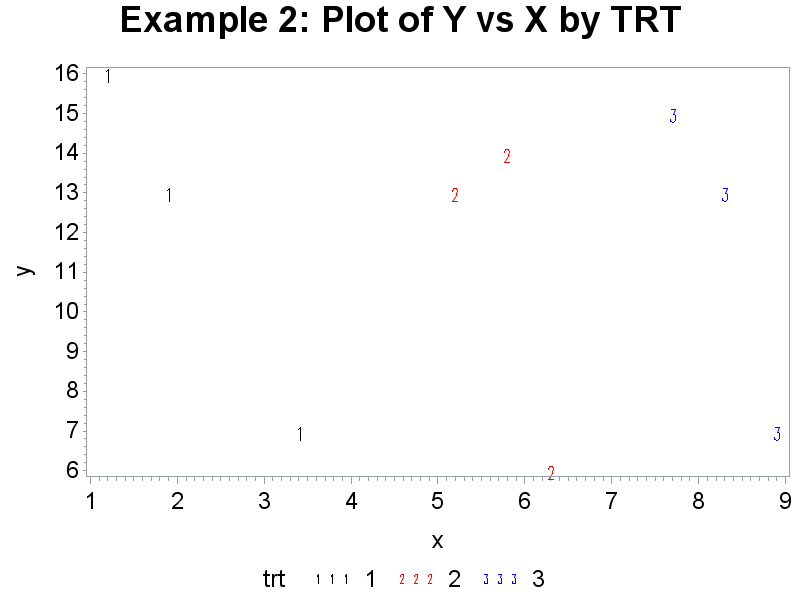 Example 2: Plot of Y vs X by TRT
16 1
15 3
14 2
13 1 2 3
12
y 11
10
9
8
7 1 3
6 2
1 2 3 4 5 6 7 8 9
x
trt 1 1 1 1 2 2 2 2 3 3 3 3